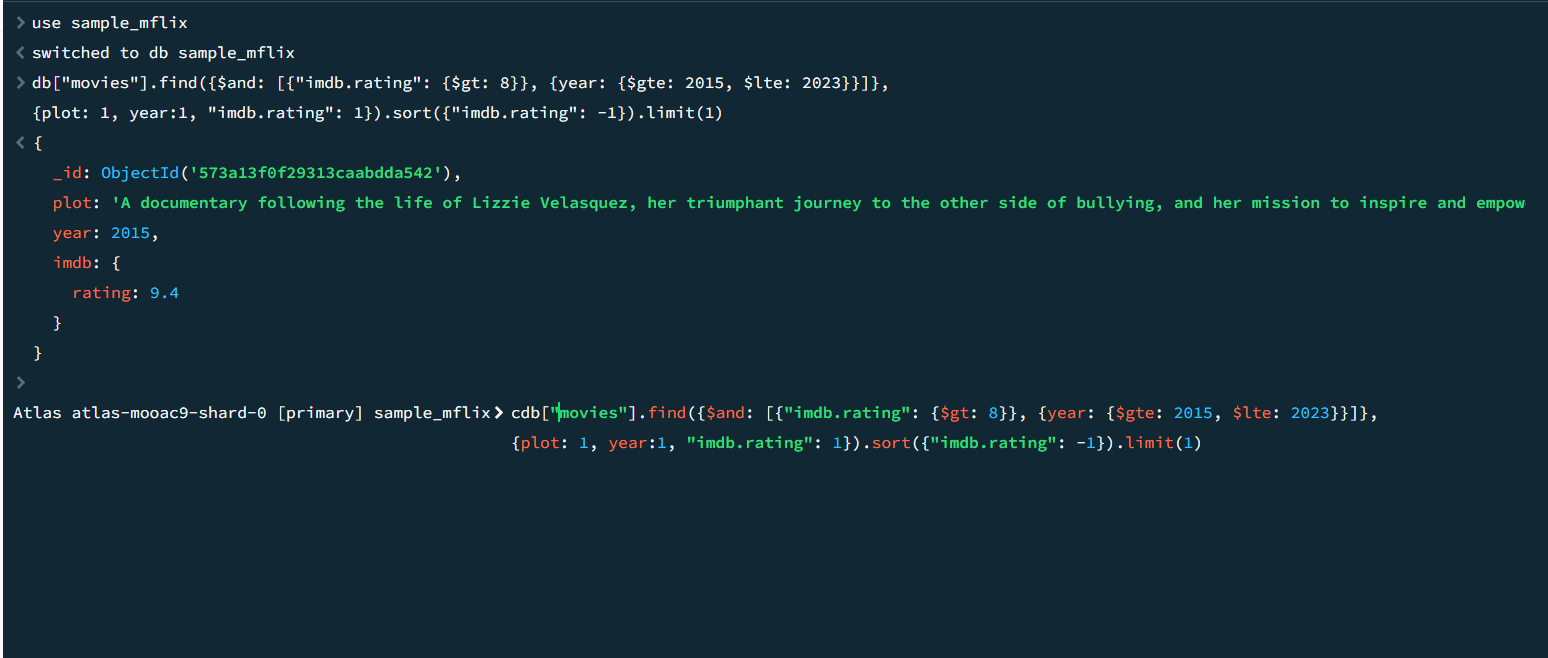 > use sample_mflix
< switched to db sample_mflix
> db["movies"].find({$and: [{"imdb.rating": {$gt: 8}}, {year: {$gte: 2015, $lte: 2023}}]},
{plot: 1, year:1, "imdb.rating": 1}).sort({"imdb.rating": -1}).limit(1)
< {
_id: ObjectId('573a13f0f29313caabdda542'),
plot: 'A documentary following the life of Lizzie Velasquez, her triumphant journey to the other side of bullying, and her mission to inspire and empow
year: 2015,
imdb: {
rating: 9.4
}
}
>
Atlas atlas-mooac9-shard-0 [primary] sample_mflix> cdb["movies"].find({$and: [{"imdb.rating": {$gt: 8}}, {year: {$gte: 2015, $lte: 2023}}]},
{plot: 1, year:1, "imdb.rating": 1}).sort({"imdb.rating": -1}).limit(1)